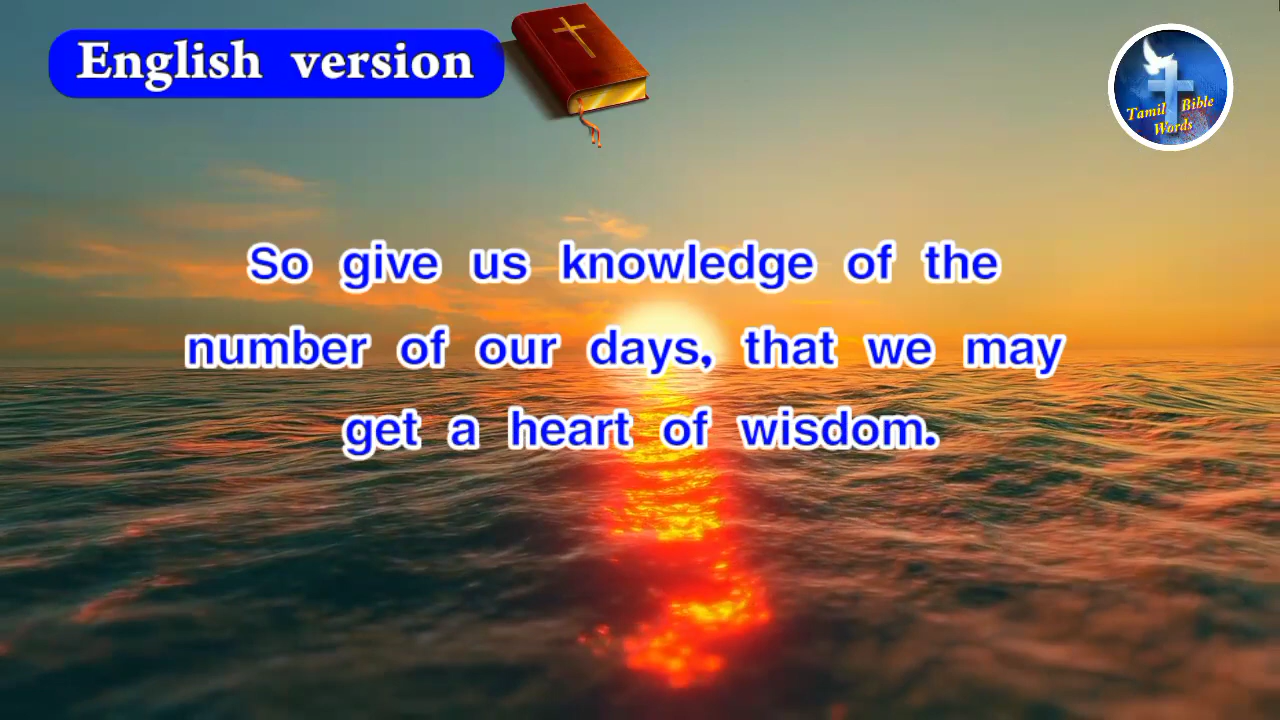 English version
Tamil Bible
Words
So give us knowledge of the
number of our days, that we may
get a heart of wisdom.